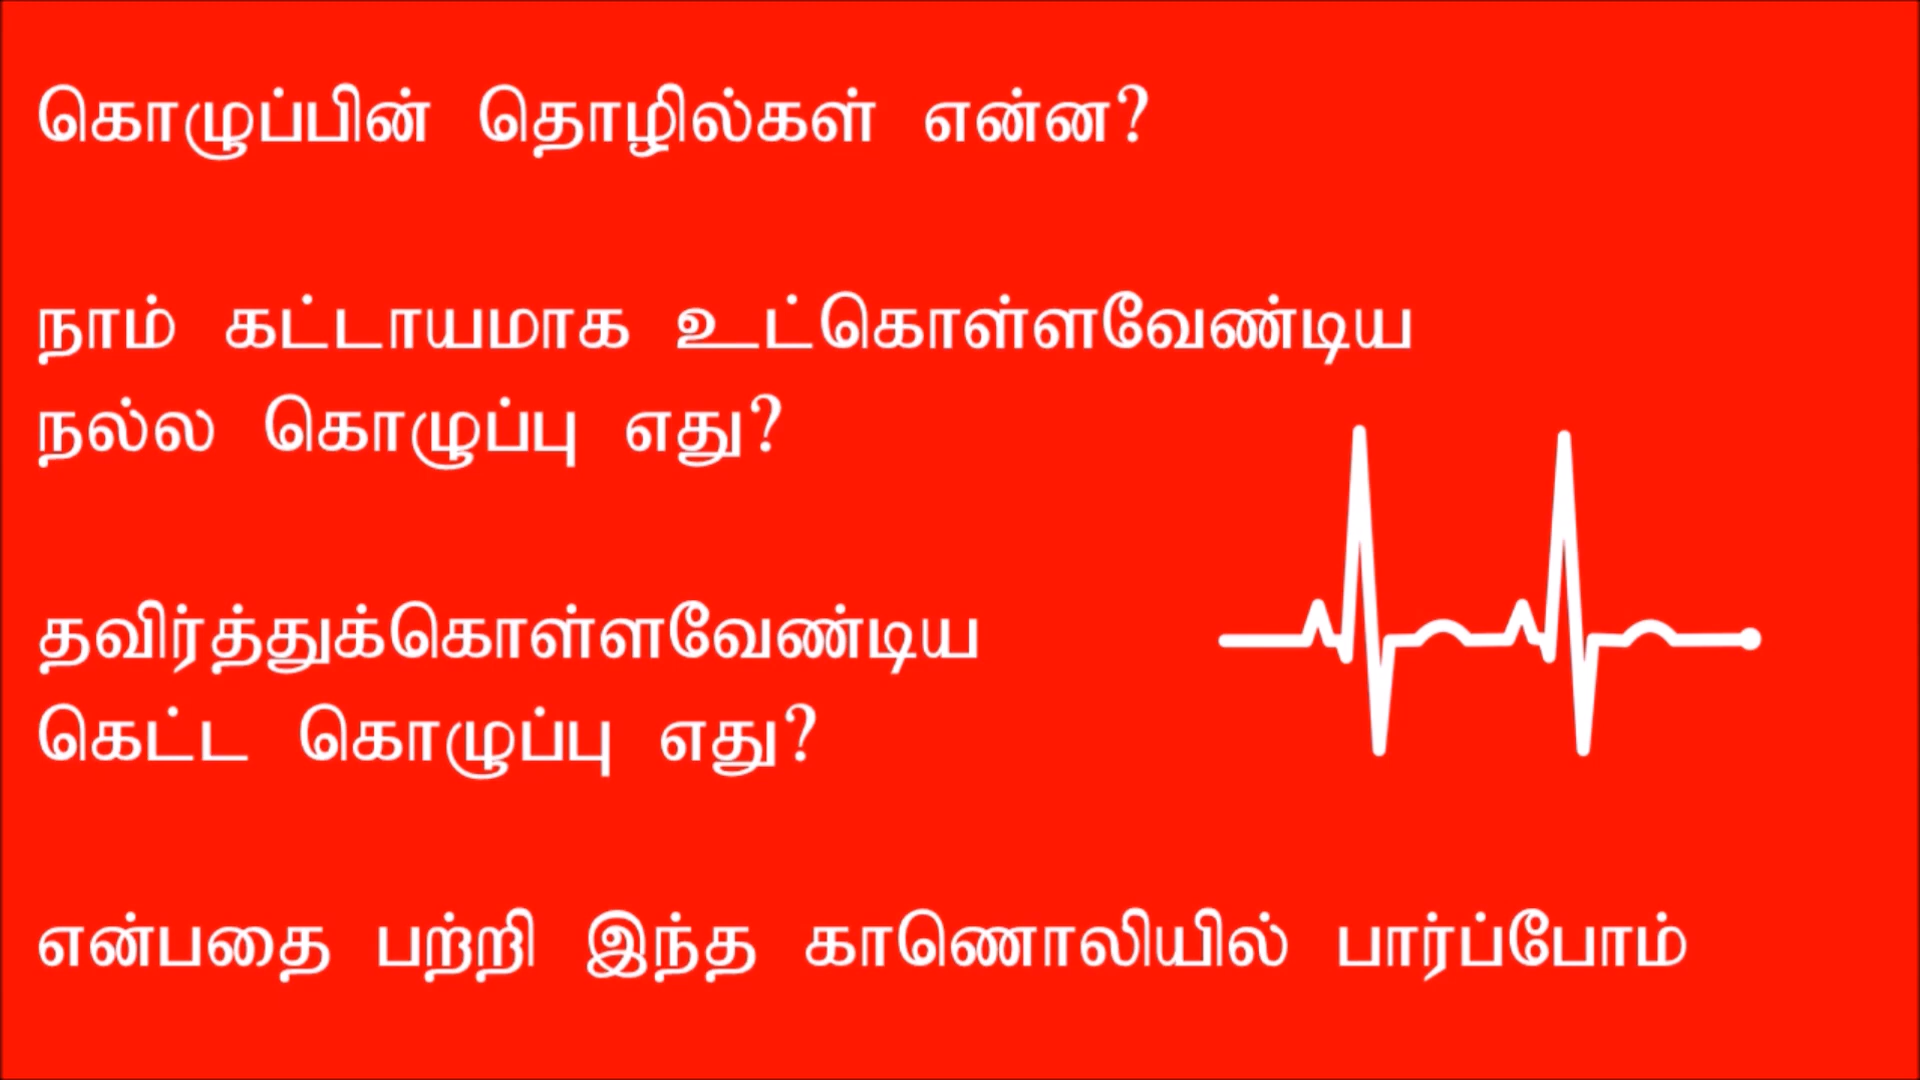 கொழுப்பின் தொழில்கள் என்ன?
நாம் கட்டாயமாக உட்கொள்ளவேண்டிய
நல்ல கொழுப்பு எது?
தவிர்த்துக்கொள்ளவேண்டிய
கெட்ட கொழுப்பு எது?
என்பதை பற்றி இந்த காணொலியில் பார்ப்போம்